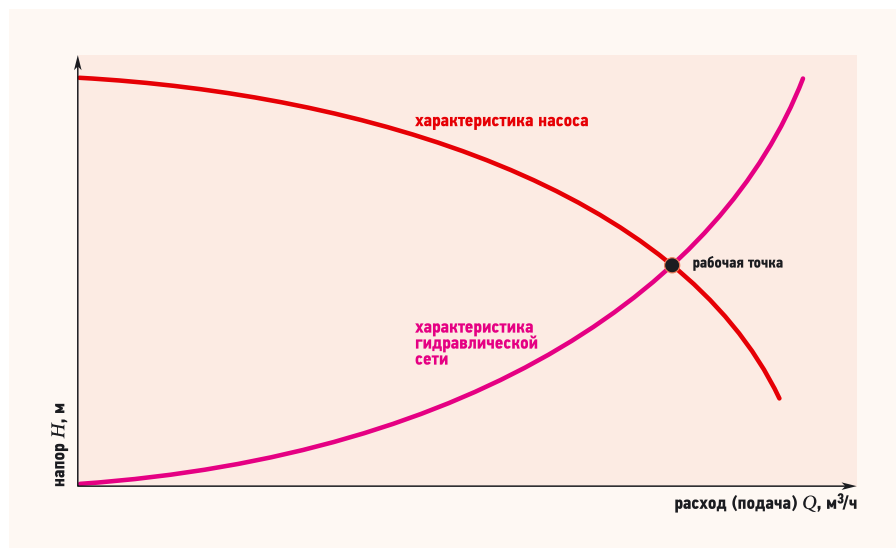 характеристика насоса
рабочая точка
характеристика
гидравлической
сети
напор H, м
расход (подача) Q, м³/ч